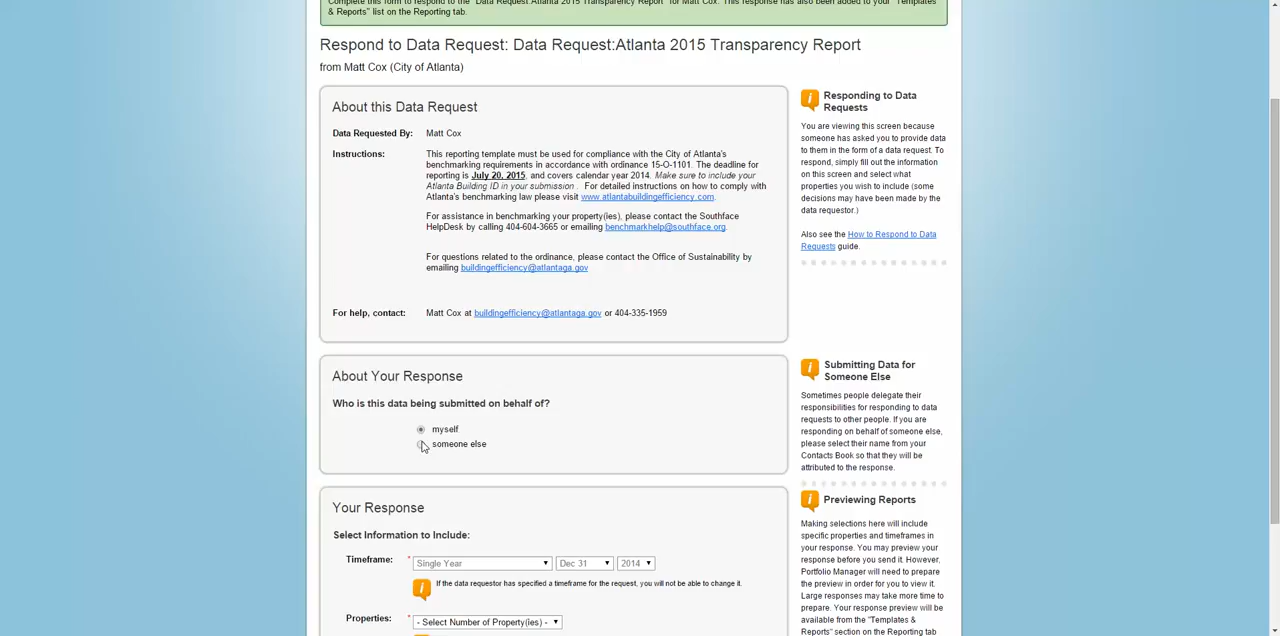 Complete this form to respond to the "Data Request:Atlanta 2015 Transparency Report" for Matt Cox. This response has also been added to your "Templates
& Reports" list on the Reporting tab.
Respond to Data Request: Data Request:Atlanta 2015 Transparency Report
from Matt Cox (City of Atlanta)
About this Data Request
Data Requested By: Matt Cox
Instructions: This reporting template must be used for compliance with the City of Atlanta's
benchmarking requirements in accordance with ordinance 15-O-1101. The deadline for
reporting is July 20, 2015, and covers calendar year 2014. Make sure to include your
Atlanta Building ID in your submission . For detailed instructions on how to comply with
Atlanta's benchmarking law please visit www.atlantabuildingefficiency.com.
For assistance in benchmarking your property(ies), please contact the Southface
HelpDesk by calling 404-604-3665 or emailing benchmarkhelp@southface.org.
For questions related to the ordinance, please contact the Office of Sustainability by
emailing buildingefficiency@atlantaga.gov
For help, contact: Matt Cox at buildingefficiency@atlantaga.gov or 404-335-1959
Responding to Data
Requests
You are viewing this screen because
someone has asked you to provide data
to them in the form of a data request. To
respond, simply fill out the information
on this screen and select what
properties you wish to include (some
decisions may have been made by the
data requestor.)
Also see the How to Respond to Data
Requests guide.
About Your Response
Who is this data being submitted on behalf of?
myself
someone else
Submitting Data for
Someone Else
Sometimes people delegate their
responsibilities for responding to data
requests to other people. If you are
responding on behalf of someone else,
please select their name from your
Contacts Book so that they will be
attributed to the response.
Your Response
Select Information to Include:
Timeframe: * Single Year Dec 31 2014
If the data requestor has specified a timeframe for the request, you will not be able to change it.
Properties: * - Select Number of Property(ies) -
Previewing Reports
Making selections here will include
specific properties and timeframes in
your response. You may preview your
response before you send it. However,
Portfolio Manager will need to prepare
the preview in order for you to view it.
Large responses may take more time to
prepare. Your response preview will be
available from the "Templates &
Reports" section on the Reporting tab